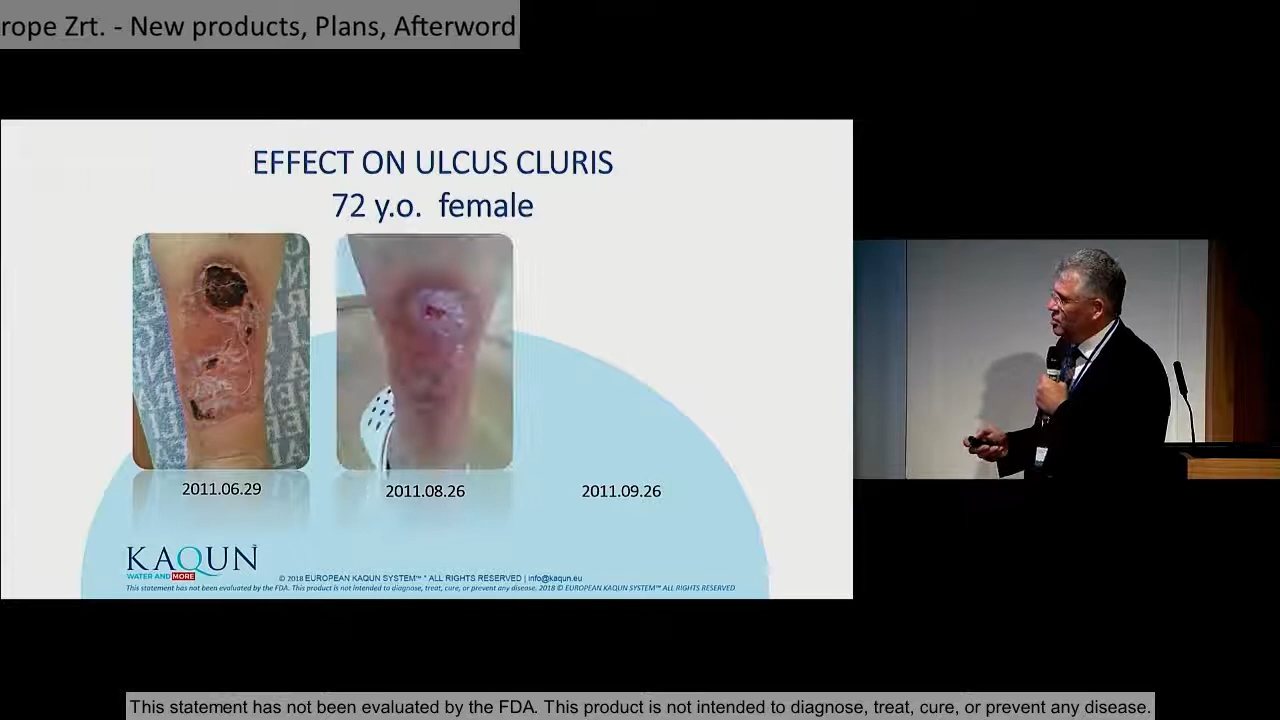 rope Zrt. - New products, Plans, Afterword
EFFECT ON ULCUS CLURIS
72 y.o. female
2011.06.29
2011.08.26
2011.09.26
KAQUN
WATER AND MORE
© 2018 EUROPEAN KAQUN SYSTEM™ * ALL RIGHTS RESERVED | info@kaqun.eu
This statement has not been evaluated by the FDA. This product is not intended to diagnose, treat, cure, or prevent any disease. 2018 © EUROPEAN KAQUN SYSTEM™ ALL RIGHTS RESERVED
This statement has not been evaluated by the FDA. This product is not intended to diagnose, treat, cure, or prevent any disease.